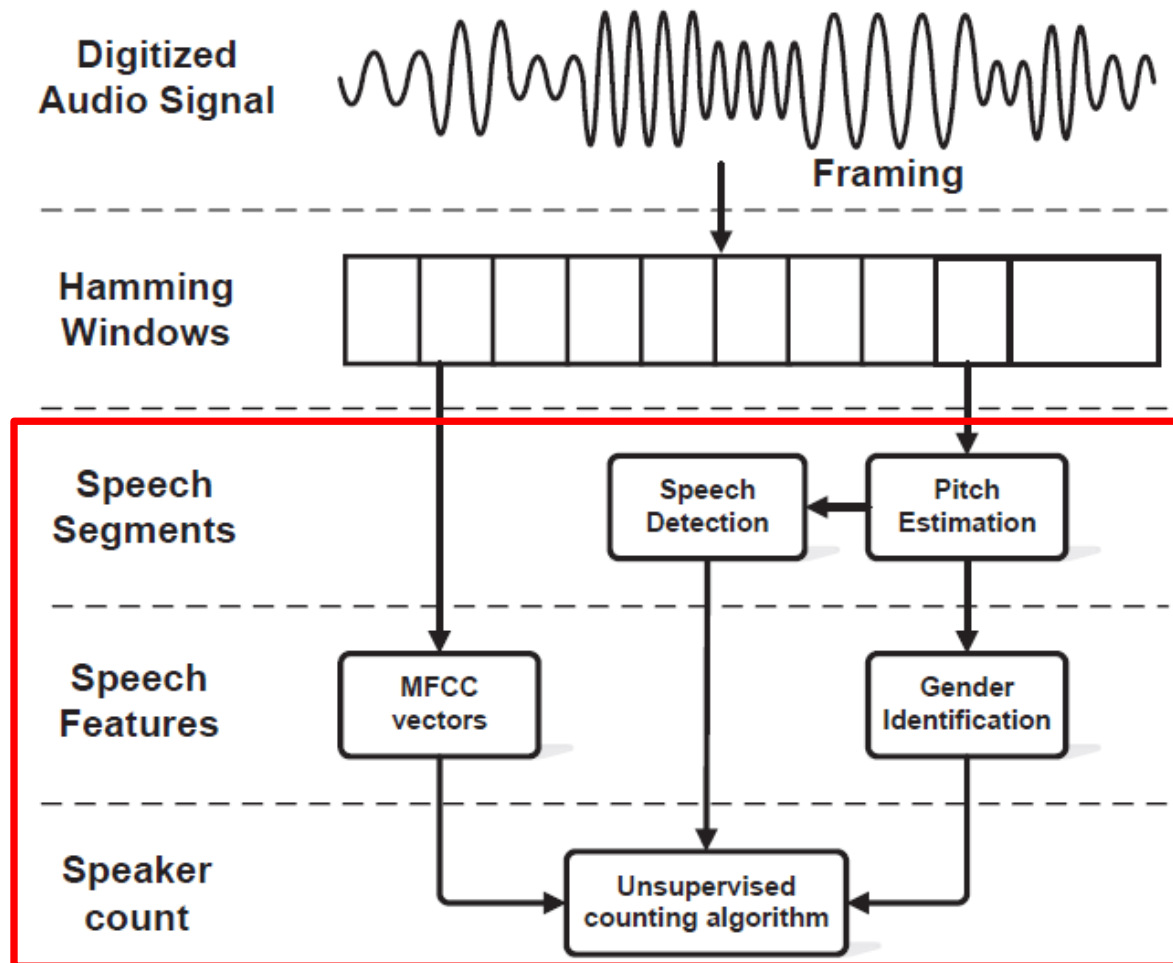 Digitized
Audio Signal
Framing
Hamming
Windows
Speech
Segments
Speech
Detection
Pitch
Estimation
Speech
Features
MFCC
vectors
Gender
Identification
Speaker
count
Unsupervised
counting algorithm